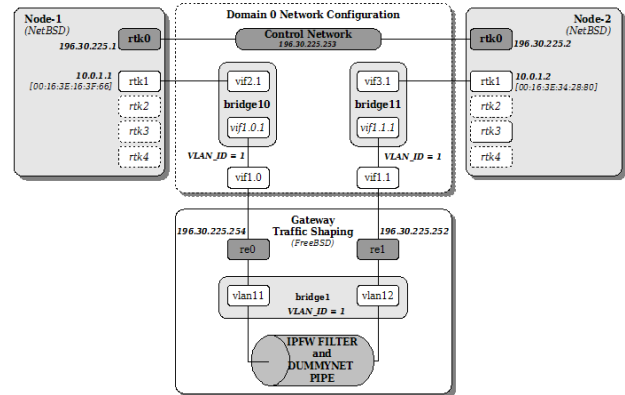 Node-1
(NetBSD)
196.30.225.1
rtk0
10.0.1.1
[00:16:3E:16:3F:66]
rtk1
rtk2
rtk3
rtk4
Domain 0 Network Configuration
Control Network
196.30.225.253
vif2.1
bridge10
vif1.0.1
VLAN_ID = 1
vif1.0
vif3.1
bridge11
vif1.1.1
VLAN_ID = 1
vif1.1
Node-2
(NetBSD)
rtk0
196.30.225.2
rtk1
10.0.1.2
[00:16:3E:34:28:80]
rtk2
rtk3
rtk4
Gateway
Traffic Shaping
(FreeBSD)
196.30.225.254
196.30.225.252
re0
re1
vlan11
bridge1
vlan12
VLAN_ID = 1
IPFW FILTER
and
DUMMYNET
PIPE